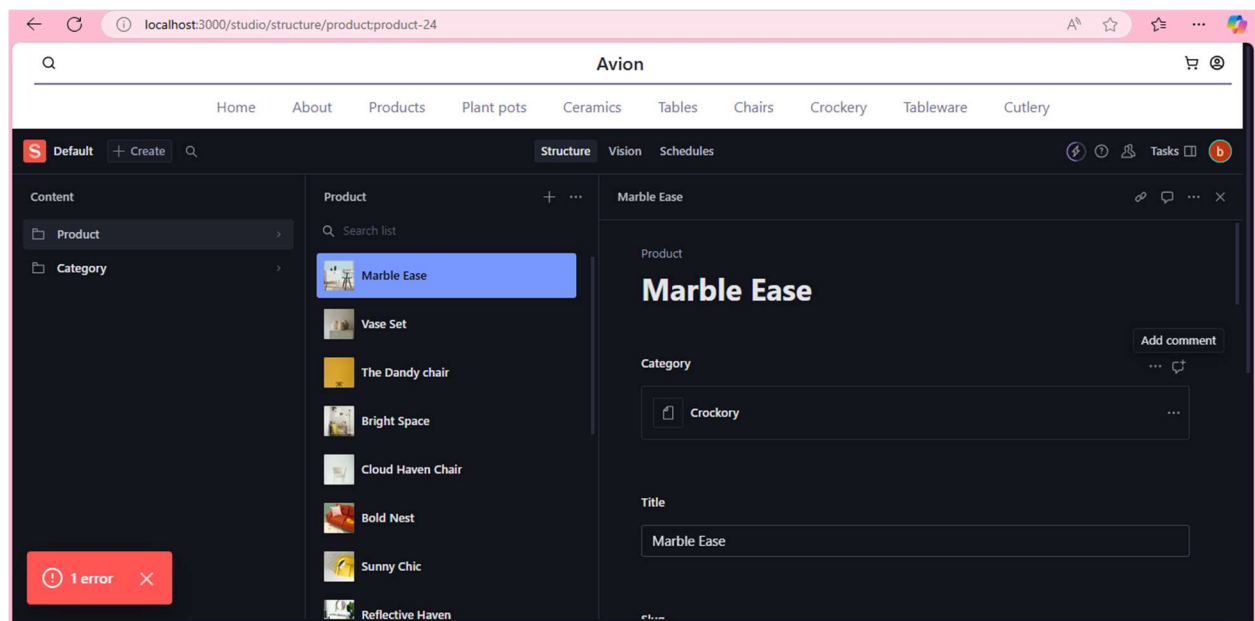 localhost:3000/studio/structure/product;product-24
Avion
Home About Products Plant pots Ceramics Tables Chairs Crockery Tableware Cutlery
S Default + Create Structure Vision Schedules Tasks b
Content
Product
Category
Product
Search list
Marble Ease
Vase Set
The Dandy chair
Bright Space
Cloud Haven Chair
Bold Nest
Sunny Chic
Reflective Haven
Marble Ease
Product
Marble Ease
Add comment
Category
Crockory
Title
Marble Ease
Slug
1 error